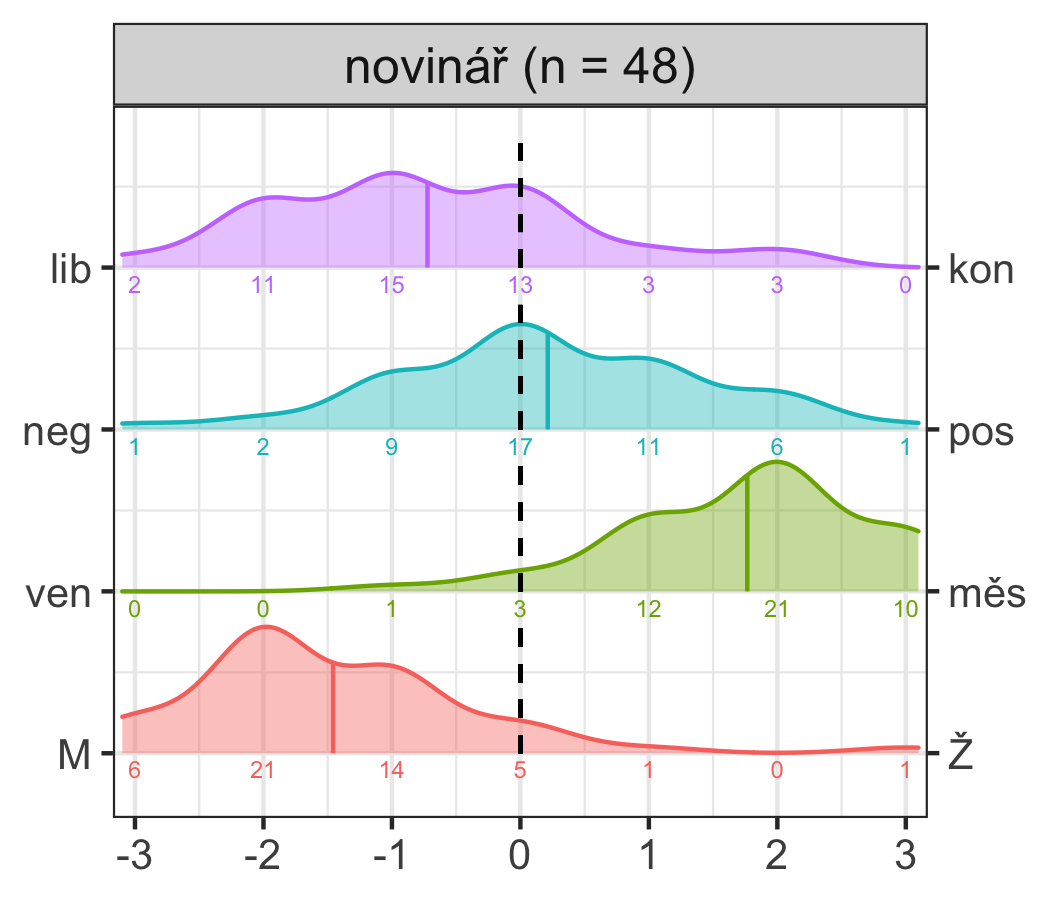 novinář (n = 48)
lib kon
2 11 15 13 3 3 0
neg pos
1 2 9 17 11 6 1
ven měs
0 0 1 3 12 21 10
M Ž
6 21 14 5 1 0 1
-3 -2 -1 0 1 2 3